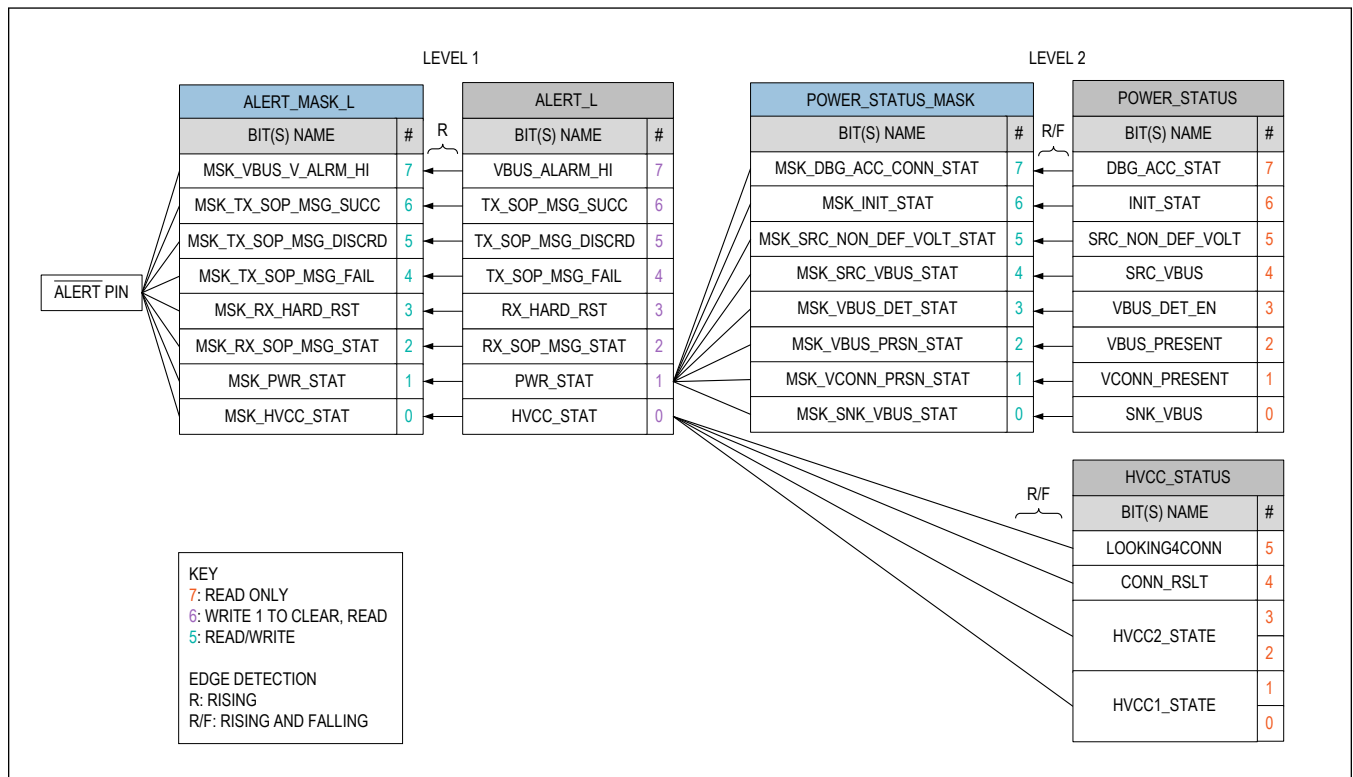 LEVEL 1
LEVEL 2
ALERT_MASK_L
BIT(S) NAME #
MSK_VBUS_V_ALRM_HI 7
MSK_TX_SOP_MSG_SUCC 6
MSK_TX_SOP_MSG_DISCRD 5
MSK_TX_SOP_MSG_FAIL 4
MSK_RX_HARD_RST 3
MSK_RX_SOP_MSG_STAT 2
MSK_PWR_STAT 1
MSK_HVCC_STAT 0
ALERT PIN
R
ALERT_L
BIT(S) NAME #
VBUS_ALARM_HI 7
TX_SOP_MSG_SUCC 6
TX_SOP_MSG_DISCRD 5
TX_SOP_MSG_FAIL 4
RX_HARD_RST 3
RX_SOP_MSG_STAT 2
PWR_STAT 1
HVCC_STAT 0
POWER_STATUS_MASK
BIT(S) NAME #
MSK_DBG_ACC_CONN_STAT 7
MSK_INIT_STAT 6
MSK_SRC_NON_DEF_VOLT_STAT 5
MSK_SRC_VBUS_STAT 4
MSK_VBUS_DET_STAT 3
MSK_VBUS_PRSN_STAT 2
MSK_VCONN_PRSN_STAT 1
MSK_SNK_VBUS_STAT 0
R/F
POWER_STATUS
BIT(S) NAME #
DBG_ACC_STAT 7
INIT_STAT 6
SRC_NON_DEF_VOLT 5
SRC_VBUS 4
VBUS_DET_EN 3
VBUS_PRESENT 2
VCONN_PRESENT 1
SNK_VBUS 0
R/F
HVCC_STATUS
BIT(S) NAME #
LOOKING4CONN 5
CONN_RSLT 4
HVCC2_STATE 3
2
HVCC1_STATE 1
0
KEY
7: READ ONLY
6: WRITE 1 TO CLEAR, READ
5: READ/WRITE
EDGE DETECTION
R: RISING
R/F: RISING AND FALLING